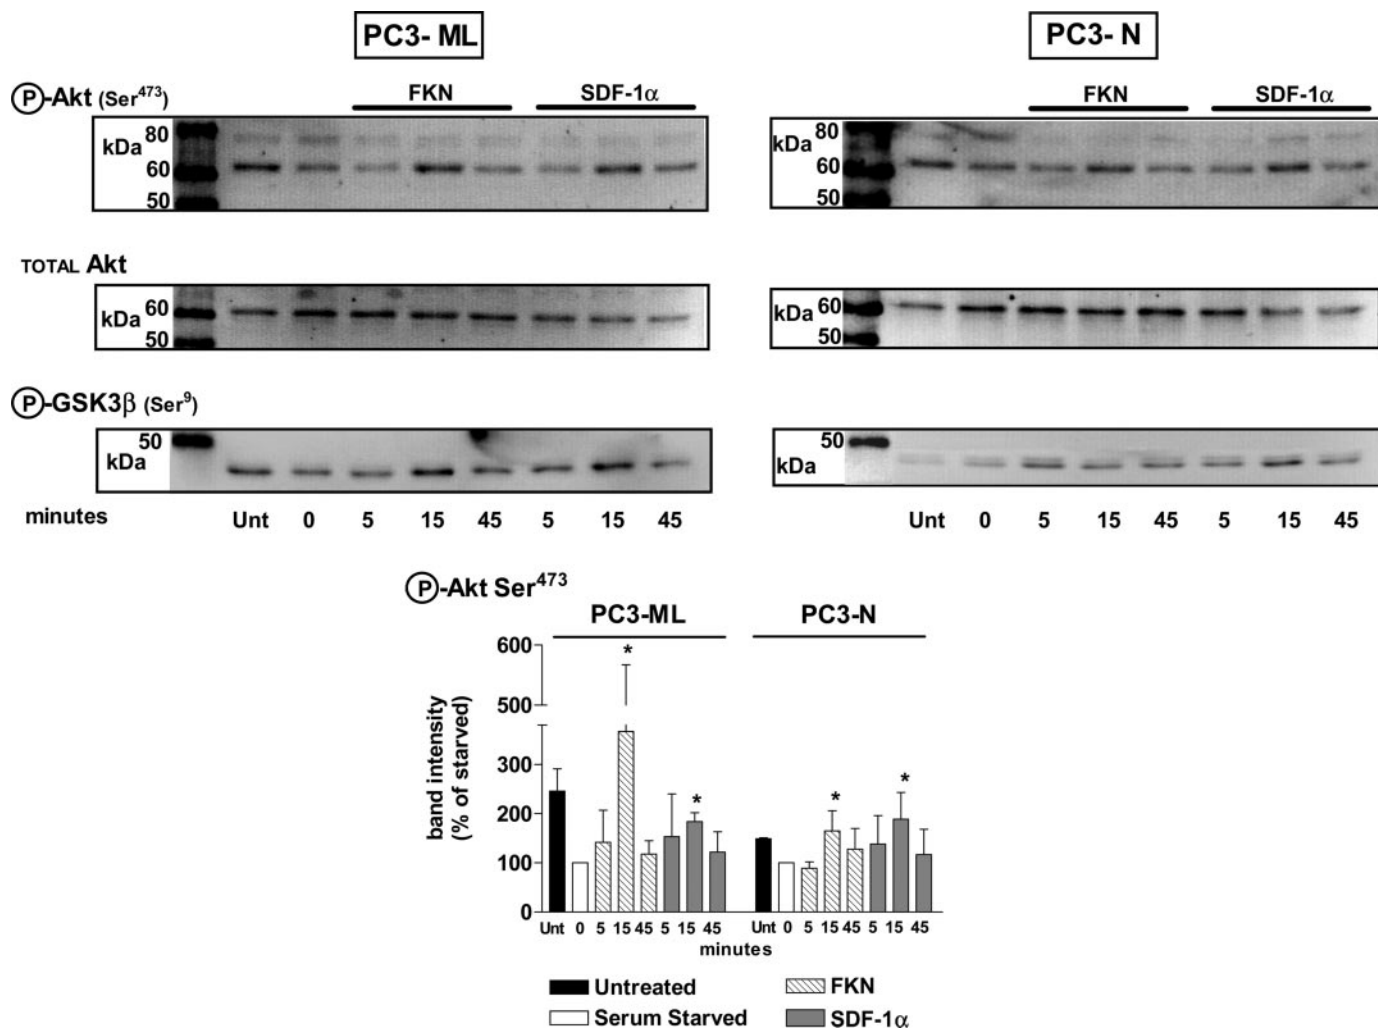 PC3- ML
PC3- N
P-Akt (Ser473)
FKN SDF-1α
FKN SDF-1α
kDa
80
60
50
kDa
80
60
50
TOTAL Akt
kDa
60
50
kDa
60
50
P-GSK3β (Ser9)
50
kDa
50
kDa
minutes Unt 0 5 15 45 5 15 45
Unt 0 5 15 45 5 15 45
P-Akt Ser473
PC3-ML PC3-N
band intensity
(% of starved)
600
500
300
200
100
0
* * * *
Unt 0 5 15 45 5 15 45 Unt 0 5 15 45 5 15 45
minutes
Untreated FKN
Serum Starved SDF-1α